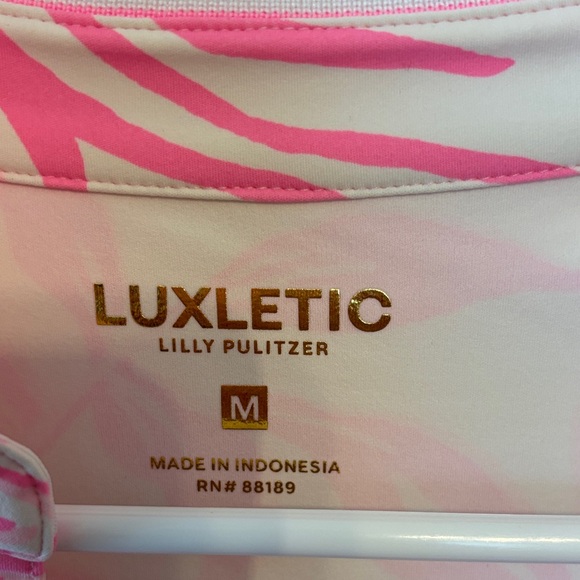 LUXLETIC
LILLY PULITZER
M
MADE IN INDONESIA
RN# 88189